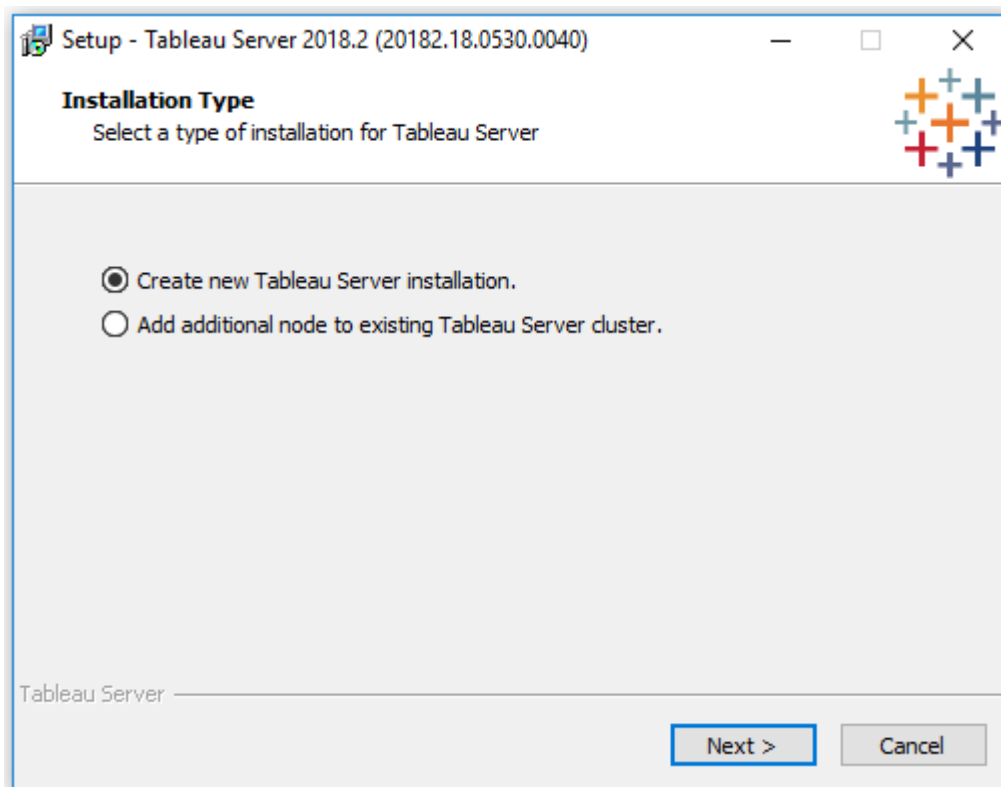 Setup - Tableau Server 2018.2 (20182.18.0530.0040)
Installation Type
Select a type of installation for Tableau Server
Create new Tableau Server installation.
Add additional node to existing Tableau Server cluster.
Tableau Server
Next >
Cancel